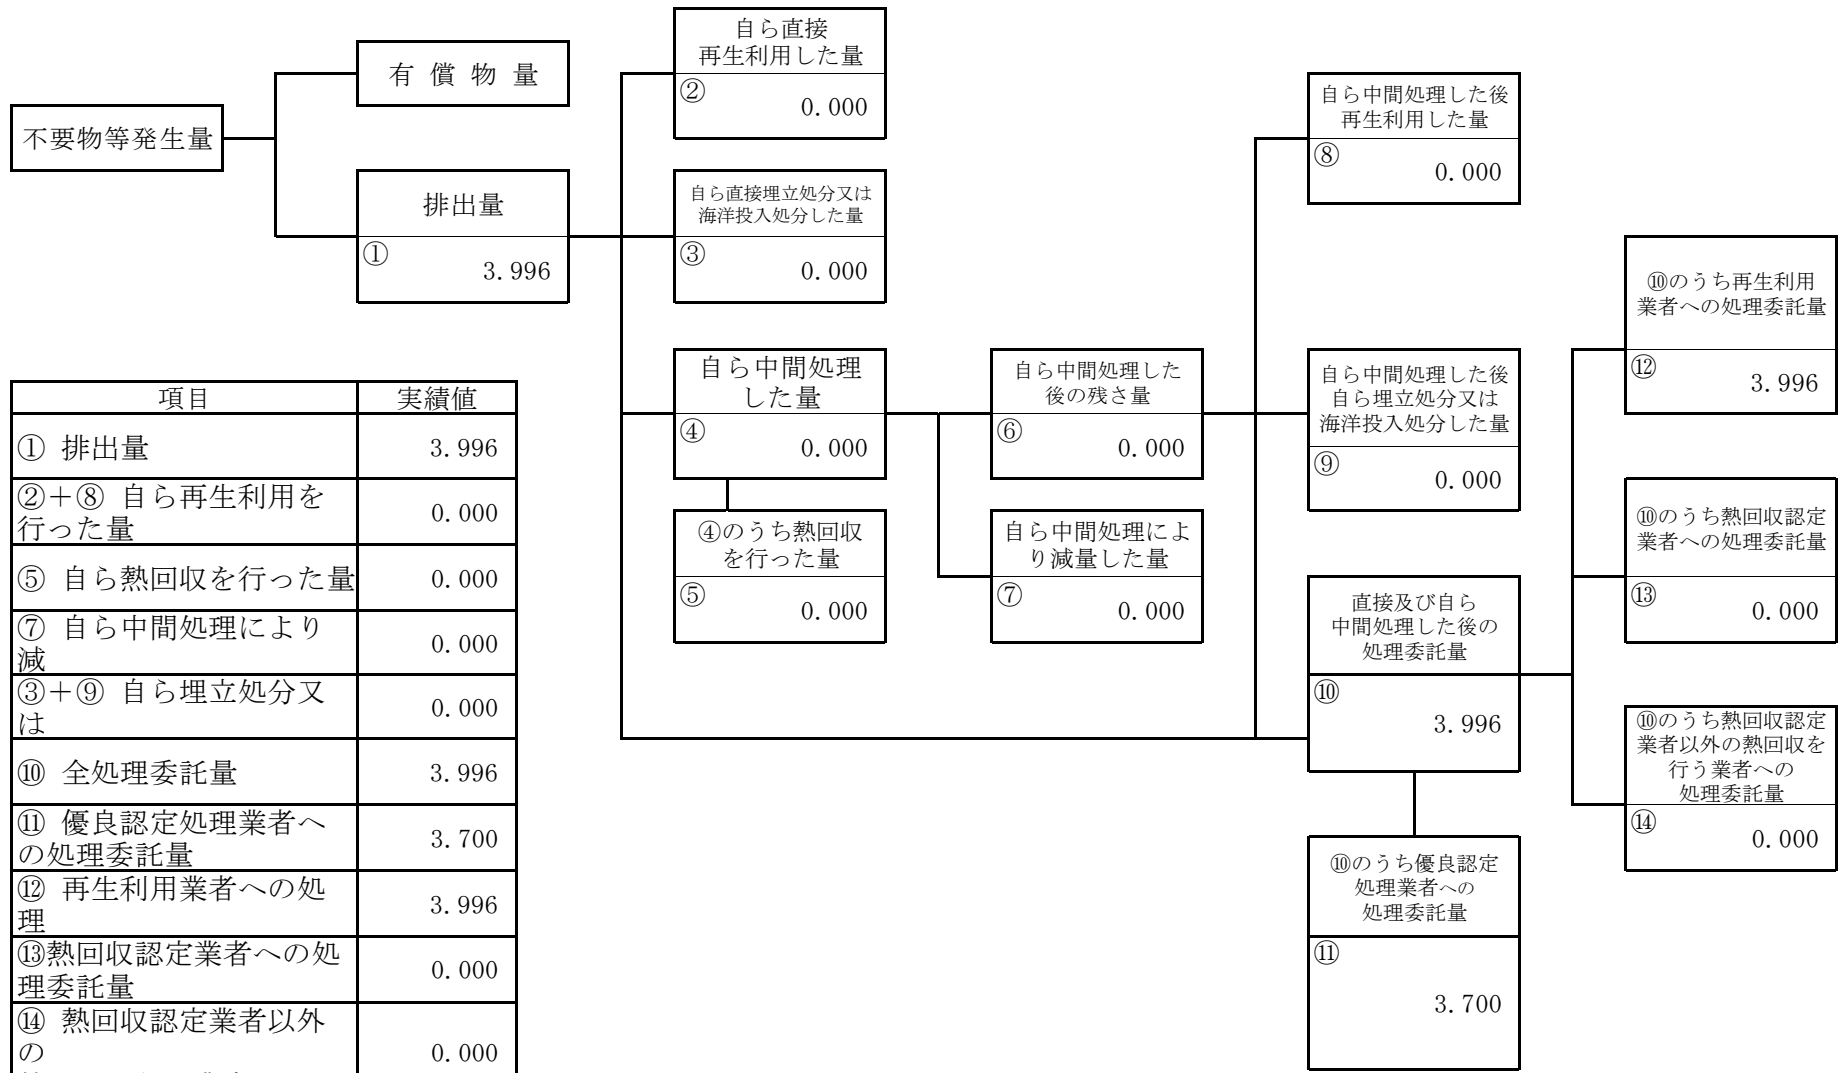 不要物等発生量
有 償 物 量
排出量
①
3.996
自ら直接
再生利用した量
②
0.000
自ら直接埋立処分又は
海洋投入処分した量
③
0.000
自ら中間処理
した量
④
0.000
④のうち熱回収
を行った量
⑤
0.000
自ら中間処理した
後の残さ量
⑥
0.000
自ら中間処理によ
り減量した量
⑦
0.000
自ら中間処理した後
再生利用した量
⑧
0.000
自ら中間処理した後
自ら埋立処分又は
海洋投入処分した量
⑨
0.000
直接及び自ら
中間処理した後の
処理委託量
⑩
3.996
⑩のうち優良認定
処理業者への
処理委託量
⑪
3.700
⑩のうち再生利用
業者への処理委託量
⑫
3.996
⑩のうち熱回収認定
業者への処理委託量
⑬
0.000
⑩のうち熱回収認定
業者以外の熱回収を
行う業者への
処理委託量
⑭
0.000
項目 実績値
① 排出量 3.996
②＋⑧ 自ら再生利用を
行った量 0.000
⑤ 自ら熱回収を行った量 0.000
⑦ 自ら中間処理により
減 0.000
③＋⑨ 自ら埋立処分又
は 0.000
⑩ 全処理委託量 3.996
⑪ 優良認定処理業者へ
の処理委託量 3.700
⑫ 再生利用業者への処
理 3.996
⑬熱回収認定業者への処
理委託量 0.000
⑭ 熱回収認定業者以外
の 0.000